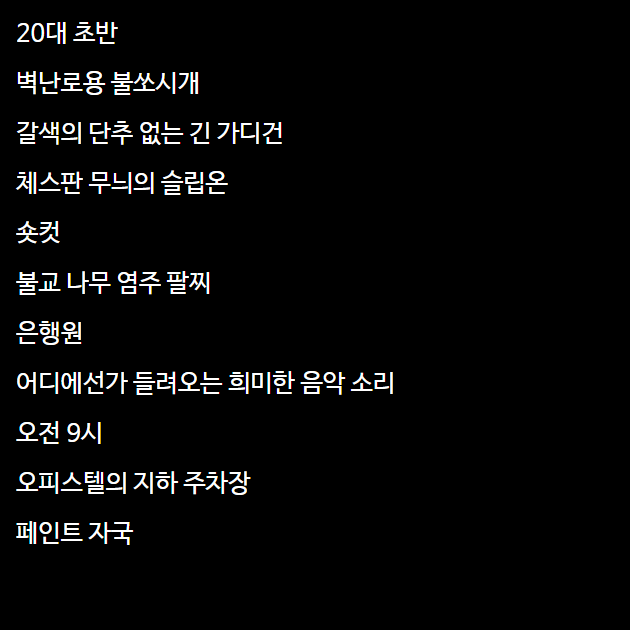 20대 초반
벽난로용 불쏘시개
갈색의 단추 없는 긴 가디건
체스판 무늬의 슬립온
숏컷
불교 나무 염주 팔찌
은행원
어디에선가 들려오는 희미한 음악 소리
오전 9시
오피스텔의 지하 주차장
페인트 자국